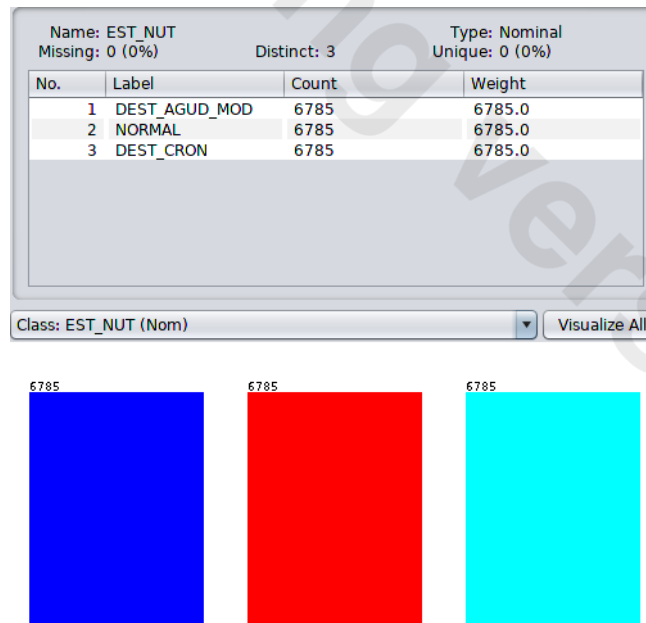 Name: EST_NUT Type: Nominal
Missing: 0 (0%) Distinct: 3 Unique: 0 (0%)
No. Label Count Weight
1 DEST_AGUD_MOD 6785 6785.0
2 NORMAL 6785 6785.0
3 DEST_CRON 6785 6785.0
Class: EST_NUT (Nom) Visualize All
6785 6785 6785